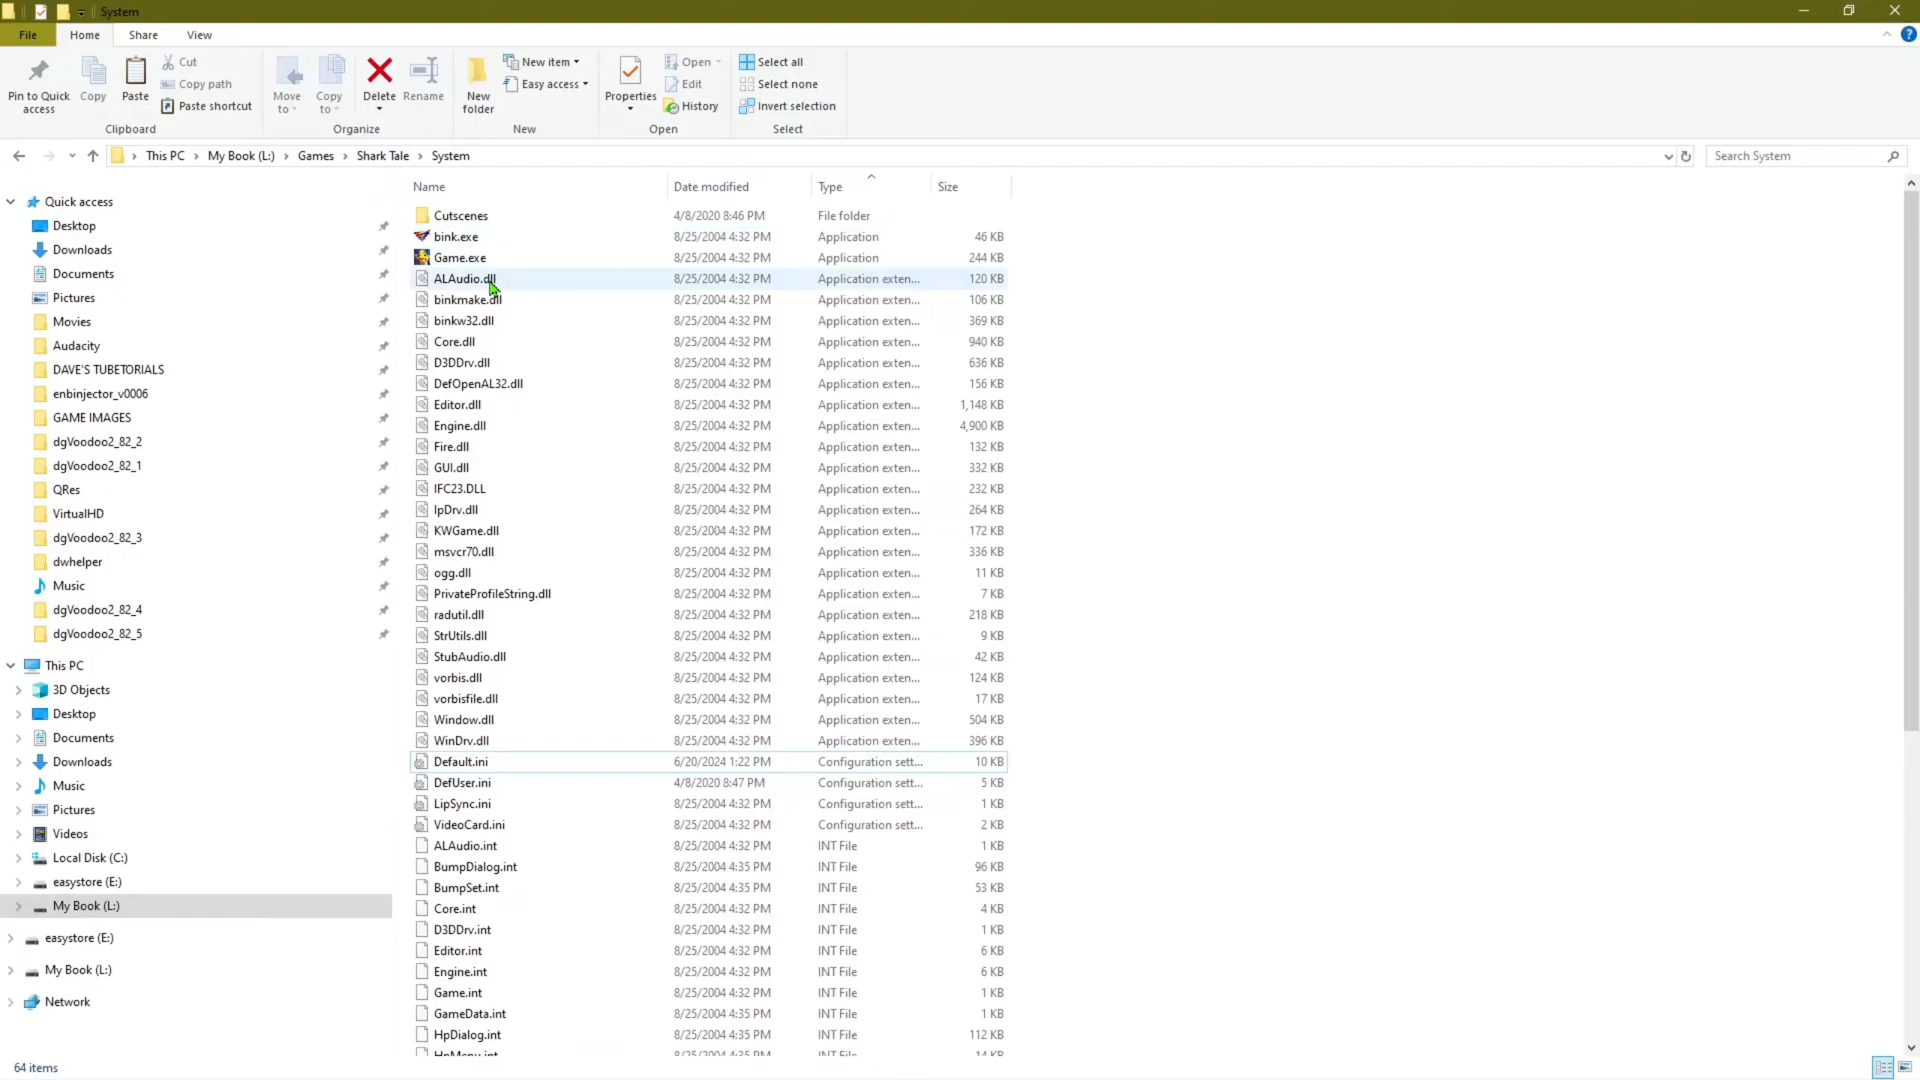 System
File Home Share View
Pin to Quick access
Copy
Paste
Cut
Copy path
Paste shortcut
Clipboard
Move to
Copy to
Delete
Rename
Organize
New folder
New item
Easy access
New
Properties
Open
Edit
History
Open
Select all
Select none
Invert selection
Select
This PC › My Book (L:) › Games › Shark Tale › System
Search System
Quick access
Desktop
Downloads
Documents
Pictures
Movies
Audacity
DAVE'S TUBETORIALS
enbinjector_v0006
GAME IMAGES
dgVoodoo2_82_2
dgVoodoo2_82_1
QRes
VirtualHD
dgVoodoo2_82_3
dwhelper
Music
dgVoodoo2_82_4
dgVoodoo2_82_5
This PC
3D Objects
Desktop
Documents
Downloads
Music
Pictures
Videos
Local Disk (C:)
easystore (E:)
My Book (L:)
easystore (E:)
My Book (L:)
Network
Name Date modified Type Size
Cutscenes 4/8/2020 8:46 PM File folder
bink.exe 8/25/2004 4:32 PM Application 46 KB
Game.exe 8/25/2004 4:32 PM Application 244 KB
ALAudio.dll 8/25/2004 4:32 PM Application exten... 120 KB
binkmake.dll 8/25/2004 4:32 PM Application exten... 106 KB
binkw32.dll 8/25/2004 4:32 PM Application exten... 369 KB
Core.dll 8/25/2004 4:32 PM Application exten... 940 KB
D3DDrv.dll 8/25/2004 4:32 PM Application exten... 636 KB
DefOpenAL32.dll 8/25/2004 4:32 PM Application exten... 156 KB
Editor.dll 8/25/2004 4:32 PM Application exten... 1,148 KB
Engine.dll 8/25/2004 4:32 PM Application exten... 4,900 KB
Fire.dll 8/25/2004 4:32 PM Application exten... 132 KB
GUI.dll 8/25/2004 4:32 PM Application exten... 332 KB
IFC23.DLL 8/25/2004 4:32 PM Application exten... 232 KB
IpDrv.dll 8/25/2004 4:32 PM Application exten... 264 KB
KWGame.dll 8/25/2004 4:32 PM Application exten... 172 KB
msvcr70.dll 8/25/2004 4:32 PM Application exten... 336 KB
ogg.dll 8/25/2004 4:32 PM Application exten... 11 KB
PrivateProfileString.dll 8/25/2004 4:32 PM Application exten... 7 KB
radutil.dll 8/25/2004 4:32 PM Application exten... 218 KB
StrUtils.dll 8/25/2004 4:32 PM Application exten... 9 KB
StubAudio.dll 8/25/2004 4:32 PM Application exten... 42 KB
vorbis.dll 8/25/2004 4:32 PM Application exten... 124 KB
vorbisfile.dll 8/25/2004 4:32 PM Application exten... 17 KB
Window.dll 8/25/2004 4:32 PM Application exten... 504 KB
WinDrv.dll 8/25/2004 4:32 PM Application exten... 396 KB
Default.ini 6/20/2024 1:22 PM Configuration sett... 10 KB
DefUser.ini 4/8/2020 8:47 PM Configuration sett... 5 KB
LipSync.ini 8/25/2004 4:32 PM Configuration sett... 1 KB
VideoCard.ini 8/25/2004 4:32 PM Configuration sett... 2 KB
ALAudio.int 8/25/2004 4:32 PM INT File 1 KB
BumpDialog.int 8/25/2004 4:35 PM INT File 96 KB
BumpSet.int 8/25/2004 4:35 PM INT File 53 KB
Core.int 8/25/2004 4:32 PM INT File 4 KB
D3DDrv.int 8/25/2004 4:32 PM INT File 1 KB
Editor.int 8/25/2004 4:32 PM INT File 6 KB
Engine.int 8/25/2004 4:32 PM INT File 6 KB
Game.int 8/25/2004 4:32 PM INT File 1 KB
GameData.int 8/25/2004 4:35 PM INT File 1 KB
HpDialog.int 8/25/2004 4:35 PM INT File 112 KB
HpMenu.int 8/25/2004 4:35 PM INT File 14 KB
64 items